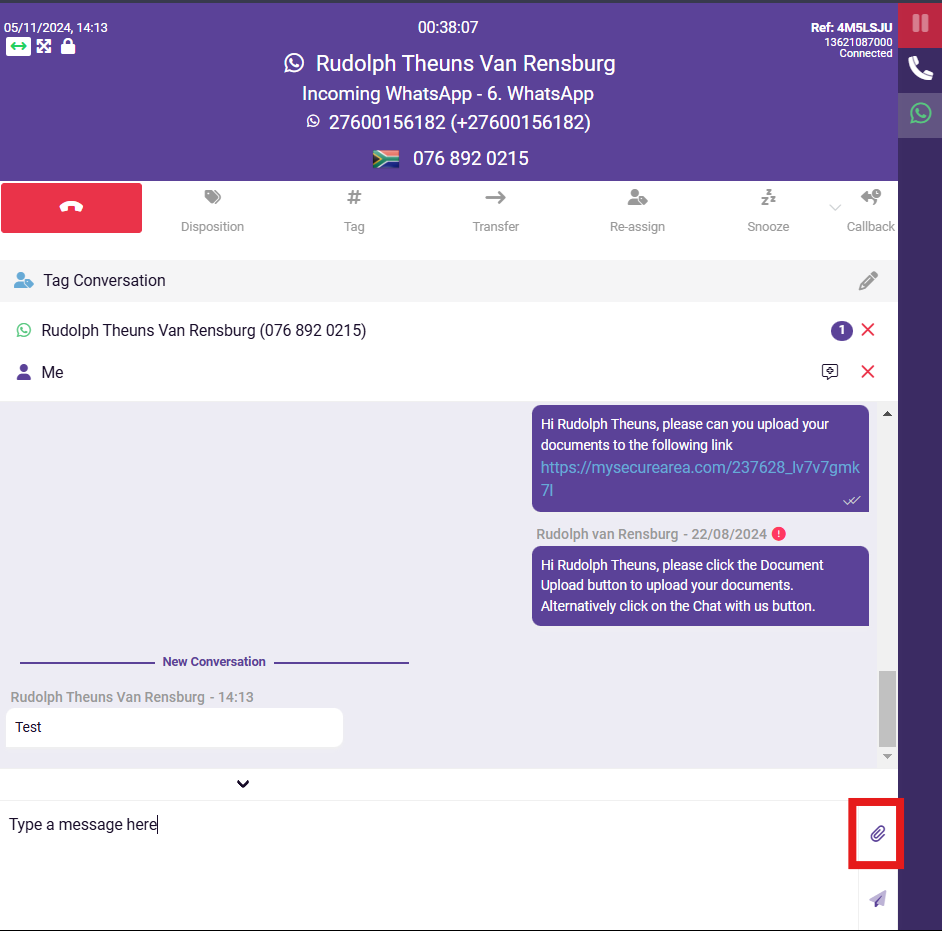 05/11/2024, 14:13
00:38:07
Ref: 4M5LSJU
13621087000
Connected
Rudolph Theuns Van Rensburg
Incoming WhatsApp - 6. WhatsApp
27600156182 (+27600156182)
076 892 0215
Disposition
# Tag
Transfer
Re-assign
Snooze
Callback
Tag Conversation
Rudolph Theuns Van Rensburg (076 892 0215)
1
Me
Hi Rudolph Theuns, please can you upload your
documents to the following link
https://mysecurearea.com/237628_lv7v7gmk
7l
Rudolph van Rensburg - 22/08/2024
Hi Rudolph Theuns, please click the Document
Upload button to upload your documents.
Alternatively click on the Chat with us button.
New Conversation
Rudolph Theuns Van Rensburg - 14:13
Test
Type a message here